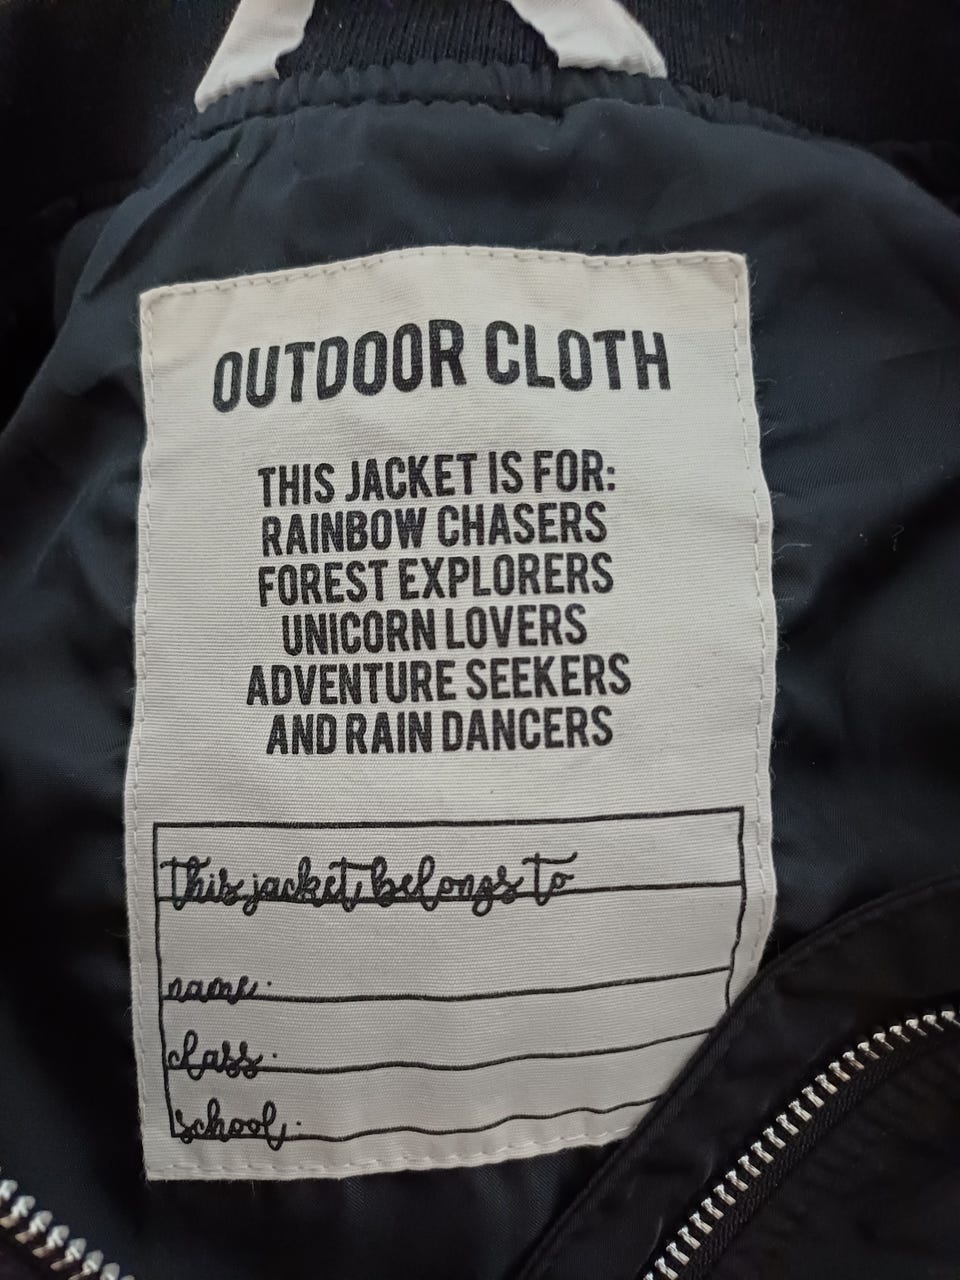 OUTDOOR CLOTH
THIS JACKET IS FOR:
RAINBOW CHASERS
FOREST EXPLORERS
UNICORN LOVERS
ADVENTURE SEEKERS
AND RAIN DANCERS
This jacket belongs to
name:
class:
school: